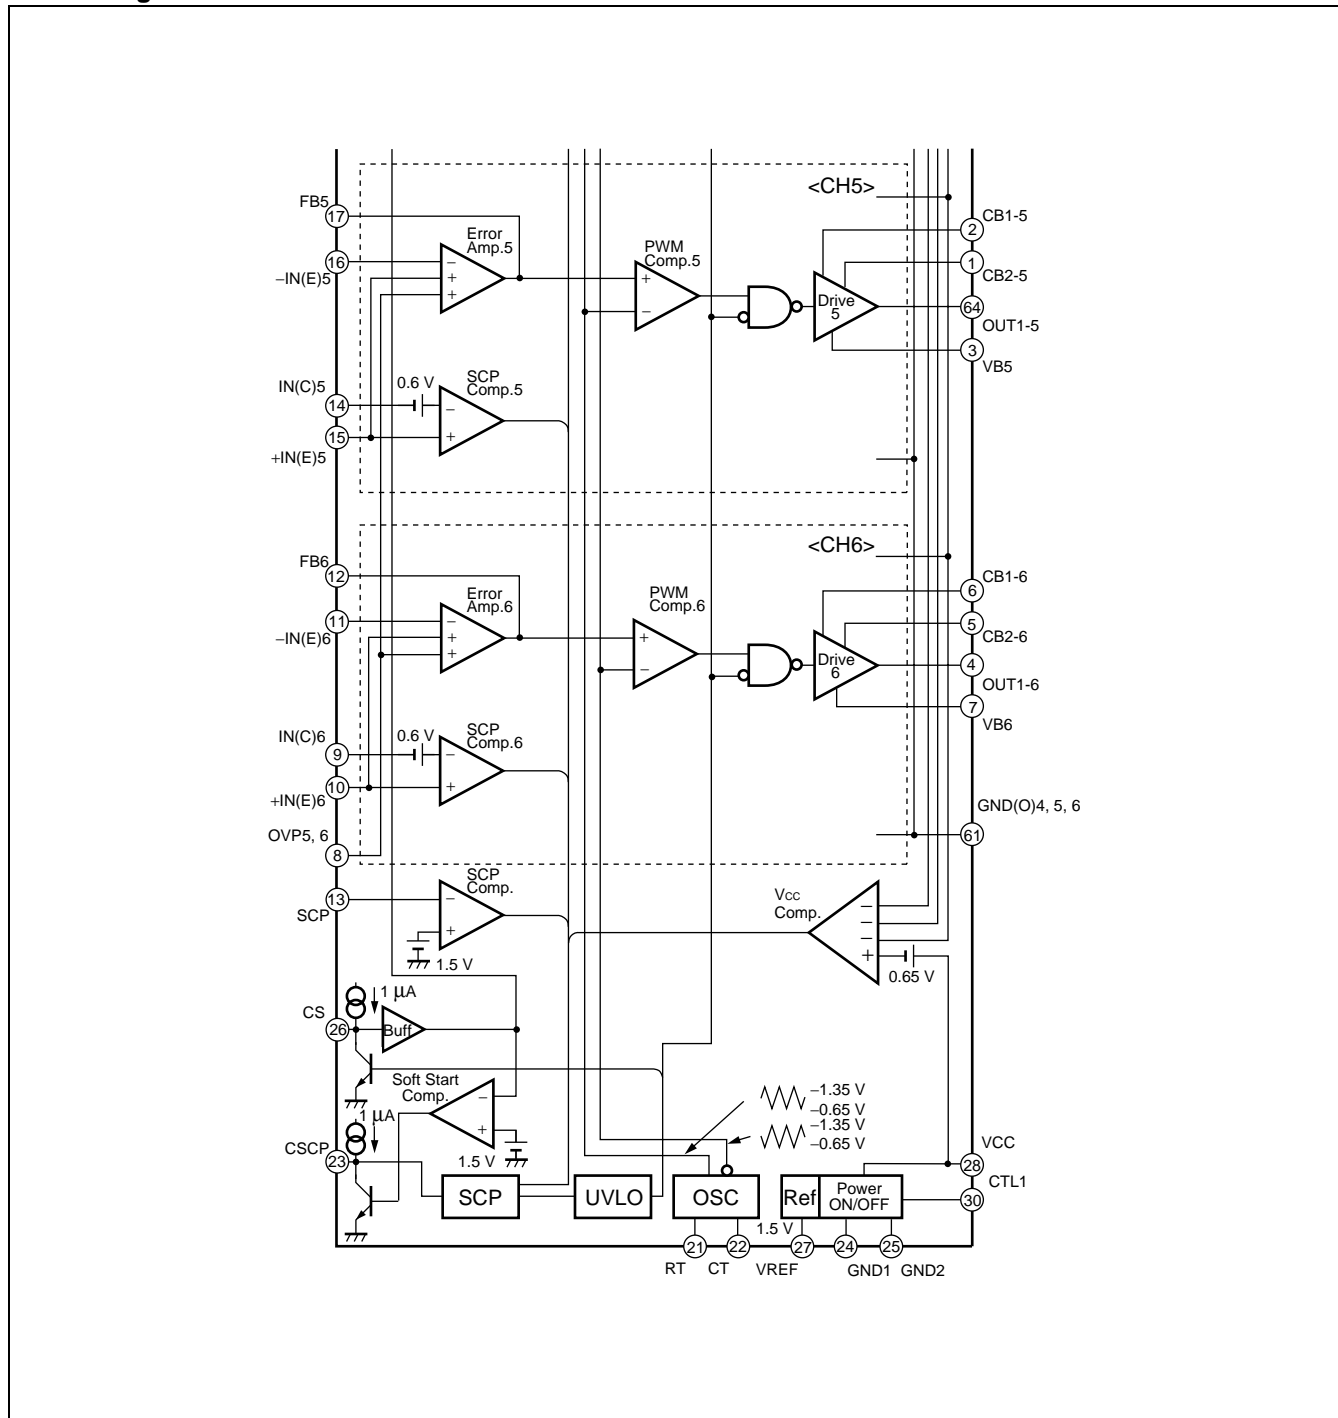 <CH5>
FB5
17
CB1-5
2
Error
Amp.5
PWM
Comp.5
16
−IN(E)5
−
+
+
+
−
1
CB2-5
Drive
5
64
OUT1-5
3
VB5
IN(C)5
14
0.6 V
SCP
Comp.5
−
+
15
+IN(E)5
<CH6>
FB6
12
CB1-6
6
Error
Amp.6
PWM
Comp.6
11
−IN(E)6
−
+
+
+
−
5
CB2-6
Drive
6
4
OUT1-6
7
VB6
IN(C)6
9
0.6 V
SCP
Comp.6
−
+
10
+IN(E)6
GND(O)4, 5, 6
61
OVP5, 6
8
13
SCP
SCP
Comp.
−
+
1.5 V
VCC
Comp.
−
−
−
+
0.65 V
1 μA
CS
26
Buff
Soft Start
Comp.
−
+
1.5 V
1 μA
CSCP
23
−1.35 V
−0.65 V
−1.35 V
−0.65 V
VCC
28
CTL1
30
SCP
UVLO
OSC
Ref
Power
ON/OFF
1.5 V
21
22
27
24
25
RT
CT
VREF
GND1
GND2